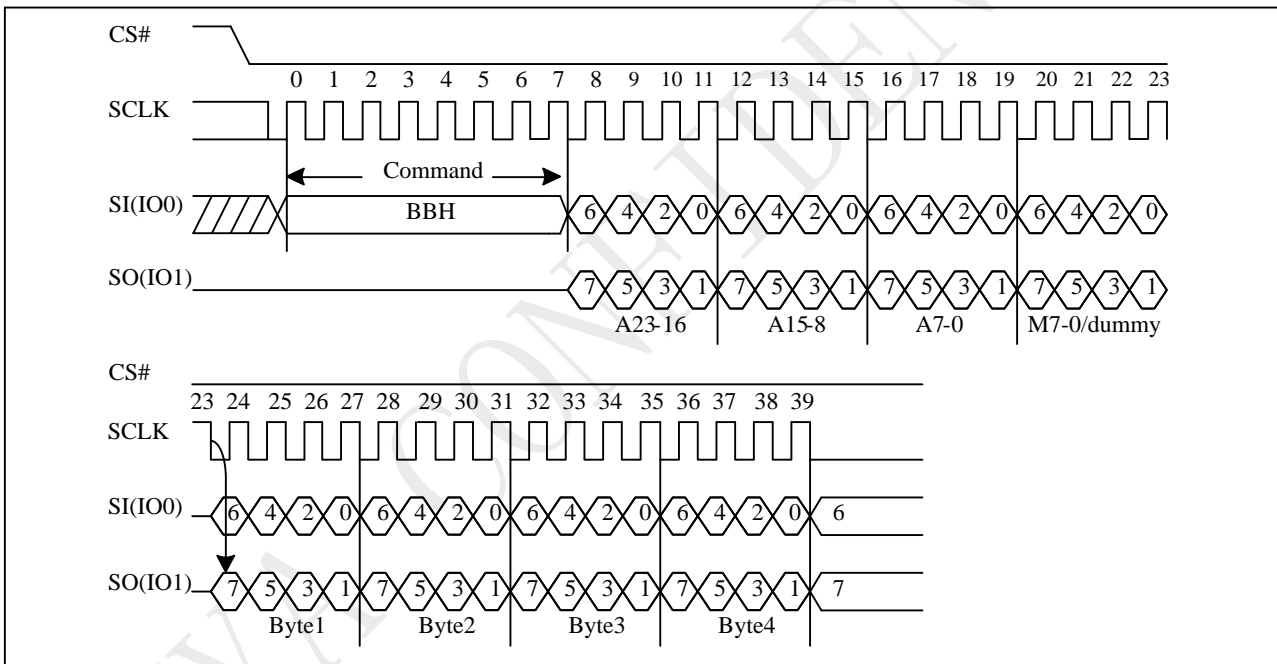 CS#
0 1 2 3 4 5 6 7 8 9 10 11 12 13 14 15 16 17 18 19 20 21 22 23
SCLK
Command
SI(IO0) BBH 6 4 2 0 6 4 2 0 6 4 2 0 6 4 2 0
SO(IO1) 7 5 3 1 7 5 3 1 7 5 3 1 7 5 3 1
A23-16 A15-8 A7-0 M7-0/dummy
CS#
23 24 25 26 27 28 29 30 31 32 33 34 35 36 37 38 39
SCLK
SI(IO0) 6 4 2 0 6 4 2 0 6 4 2 0 6 4 2 0 6
SO(IO1) 7 5 3 1 7 5 3 1 7 5 3 1 7 5 3 1 7
Byte1 Byte2 Byte3 Byte4